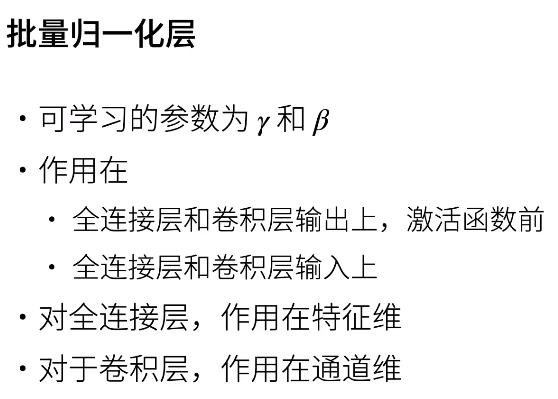 批量归一化层
• 可学习的参数为 γ 和 β
• 作用在
• 全连接层和卷积层输出上，激活函数前
• 全连接层和卷积层输入上
• 对全连接层，作用在特征维
• 对于卷积层，作用在通道维